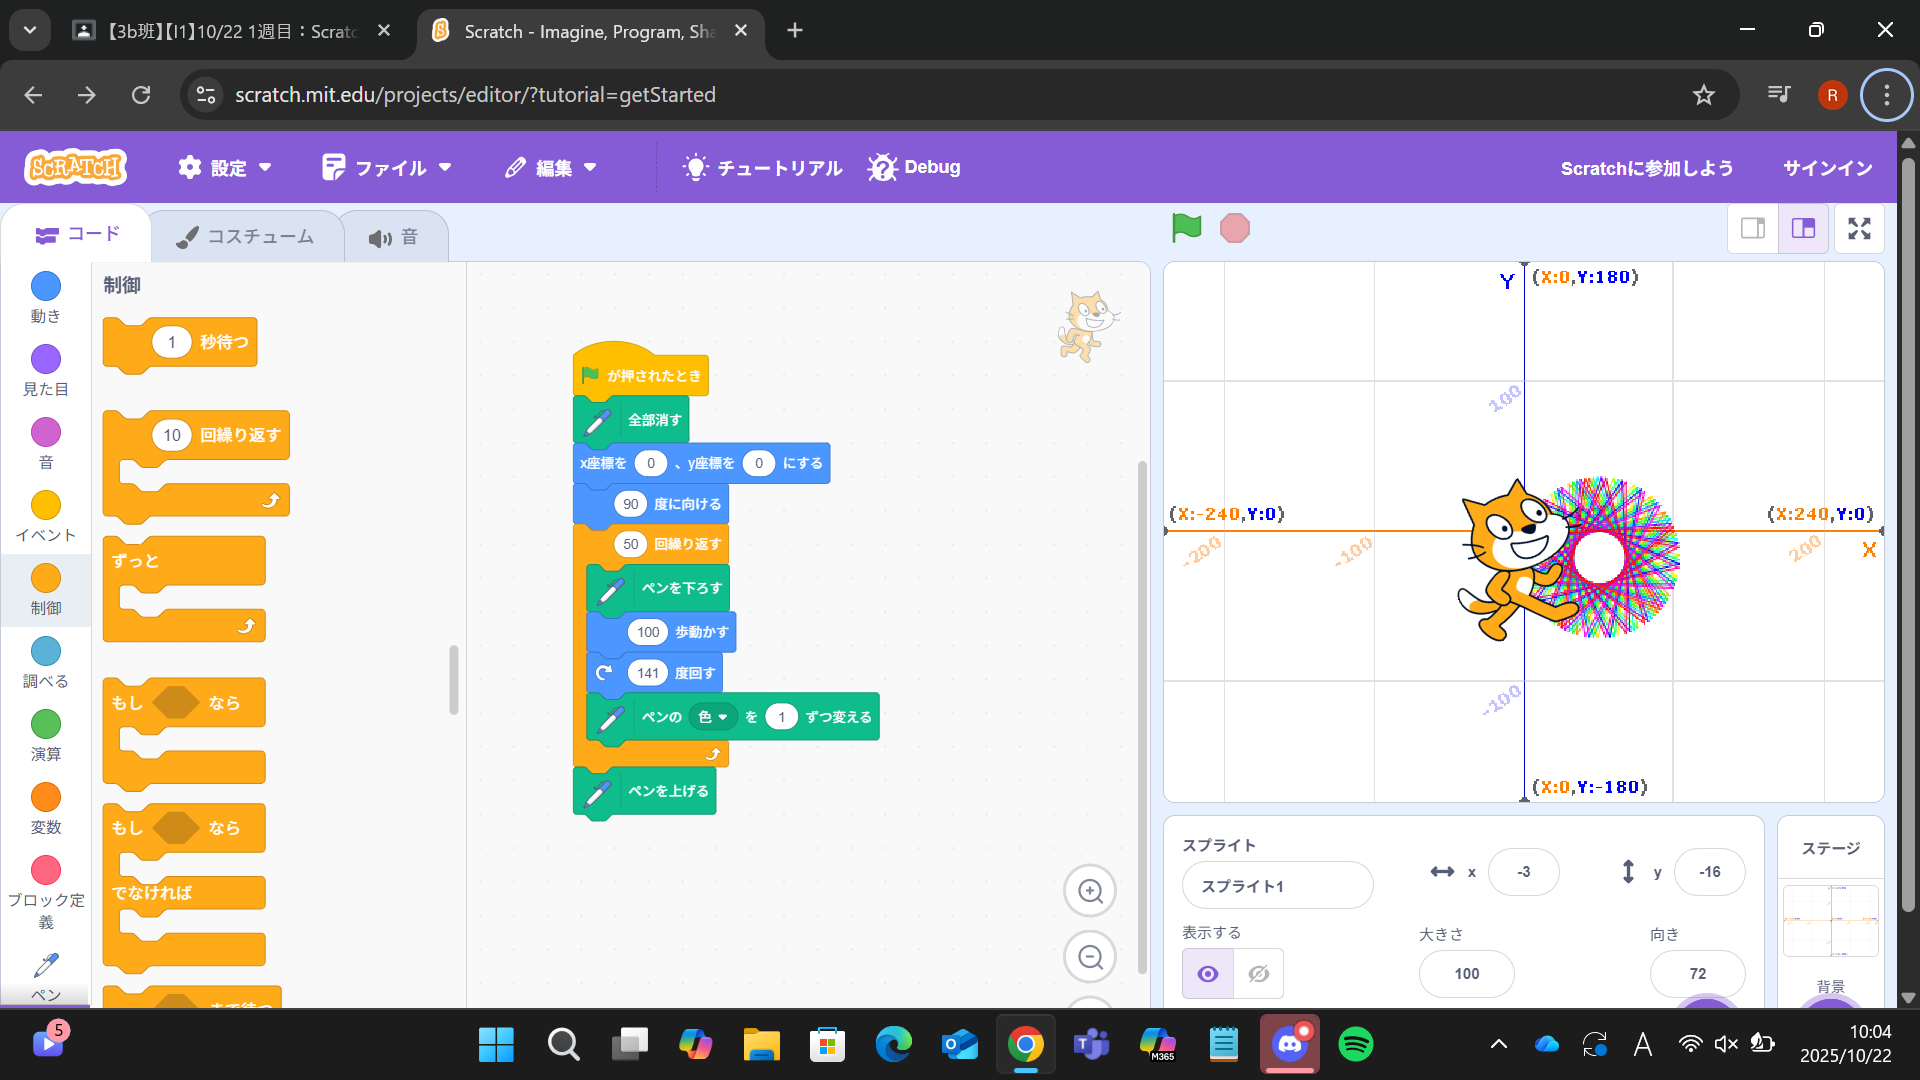 【3b班】【I1】10/22 1週目：Scratc
Scratch - Imagine, Program, Sha
scratch.mit.edu/projects/editor/?tutorial=getStarted
R
SCRATCH
設定
ファイル
編集
チュートリアル
Debug
Scratchに参加しよう
サインイン
コード
コスチューム
音
動き
見た目
音
イベント
制御
調べる
演算
変数
ブロック定
義
ペン
制御
1 秒待つ
10 回繰り返す
ずっと
もし なら
もし なら
でなければ
まで待つ
が押されたとき
全部消す
x座標を 0 、y座標を 0 にする
90 度に向ける
50 回繰り返す
ペンを下ろす
100 歩動かす
141 度回す
ペンの 色 を 1 ずつ変える
ペンを上げる
Y (X:0,Y:180)
100
(X:-240,Y:0)
(X:240,Y:0)
-200
-100
200
X
-100
(X:0,Y:-180)
スプライト
スプライト1
x -3
y -16
表示する
大きさ
100
向き
72
ステージ
背景
5
M365
A
10:04
2025/10/22